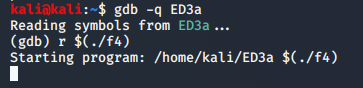 kali@kali:~$ gdb -q ED3a
Reading symbols from ED3a...
(gdb) r $(./f4)
Starting program: /home/kali/ED3a $(./f4)